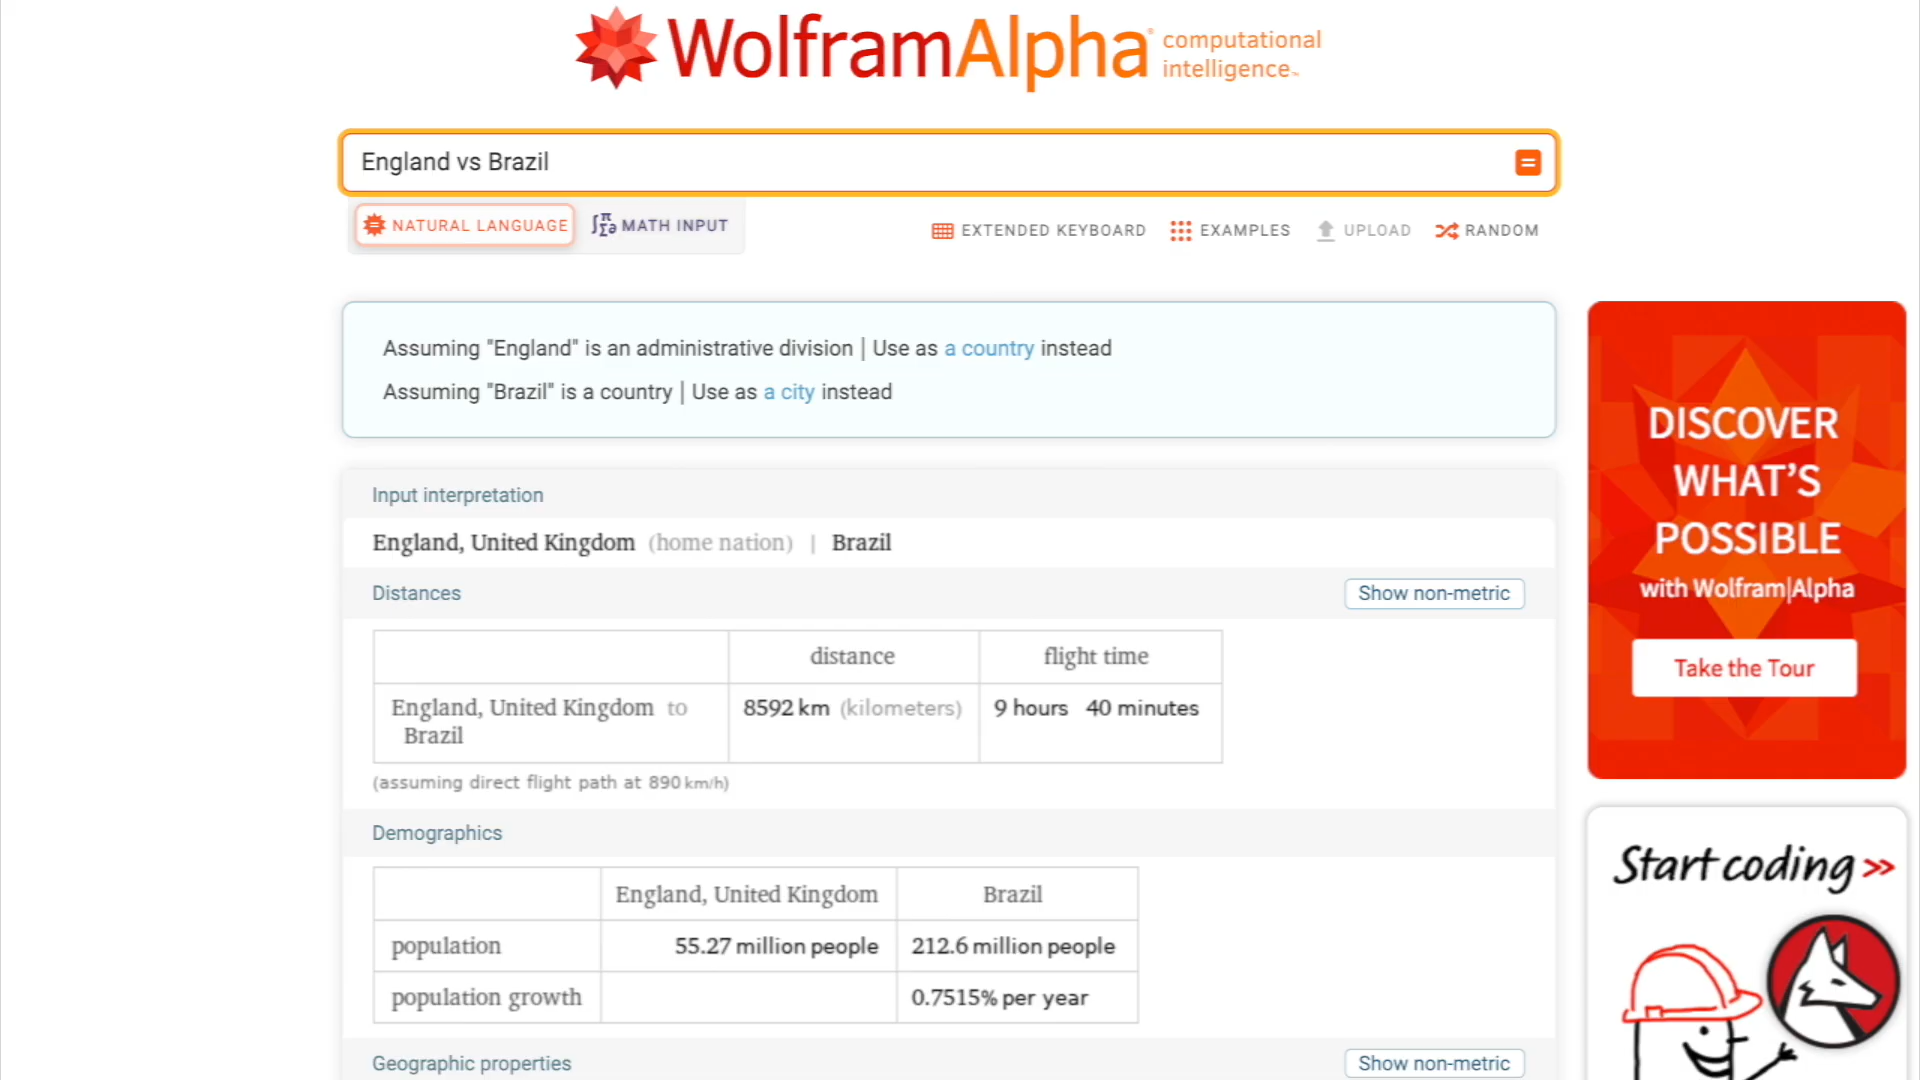 WolframAlpha computational intelligence™
England vs Brazil
NATURAL LANGUAGE MATH INPUT EXTENDED KEYBOARD EXAMPLES UPLOAD RANDOM
Assuming "England" is an administrative division | Use as a country instead
Assuming "Brazil" is a country | Use as a city instead
Input interpretation
England, United Kingdom (home nation) | Brazil
Distances Show non-metric
distance flight time
England, United Kingdom to Brazil 8592 km (kilometers) 9 hours 40 minutes
(assuming direct flight path at 890 km/h)
Demographics
England, United Kingdom Brazil
population 55.27 million people 212.6 million people
population growth 0.7515% per year
Geographic properties Show non-metric
DISCOVER
WHAT'S
POSSIBLE
with Wolfram|Alpha
Take the Tour
Start coding >>